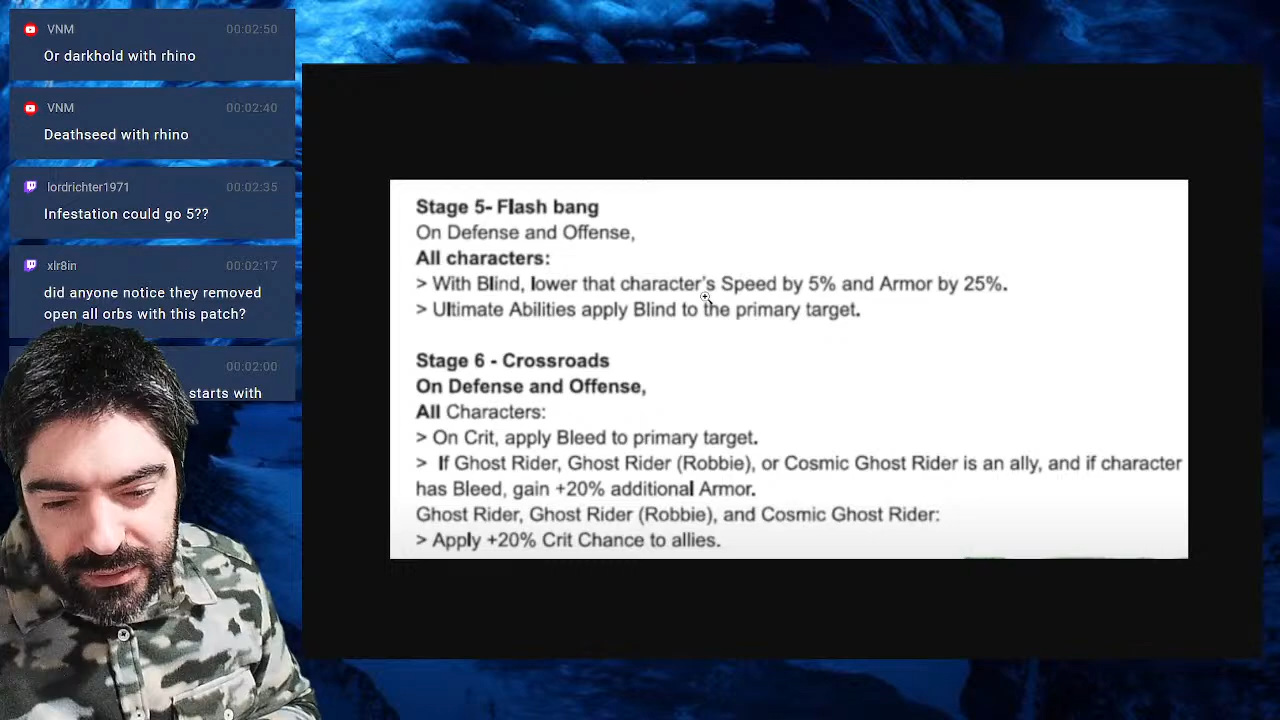 VNM 00:02:50
Or darkhold with rhino
VNM 00:02:40
Deathseed with rhino
lordrichter1971 00:02:35
Infestation could go 5??
xlr8in 00:02:17
did anyone notice they removed
open all orbs with this patch?
00:02:00
starts with
Stage 5- Flash bang
On Defense and Offense,
All characters:
> With Blind, lower that character's Speed by 5% and Armor by 25%.
> Ultimate Abilities apply Blind to the primary target.
Stage 6 - Crossroads
On Defense and Offense,
All Characters:
> On Crit, apply Bleed to primary target.
> If Ghost Rider, Ghost Rider (Robbie), or Cosmic Ghost Rider is an ally, and if character
has Bleed, gain +20% additional Armor.
Ghost Rider, Ghost Rider (Robbie), and Cosmic Ghost Rider:
> Apply +20% Crit Chance to allies.